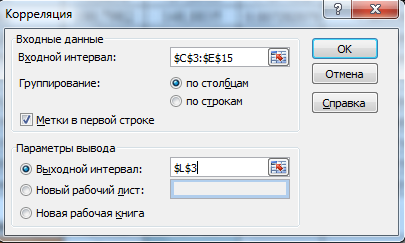 Корреляция
Входные данные
Входной интервал: $C$3:$E$15
Группирование: по столбцам
по строкам
Метки в первой строке
Параметры вывода
Выходной интервал: $L$3
Новый рабочий лист:
Новая рабочая книга
OK
Отмена
Справка